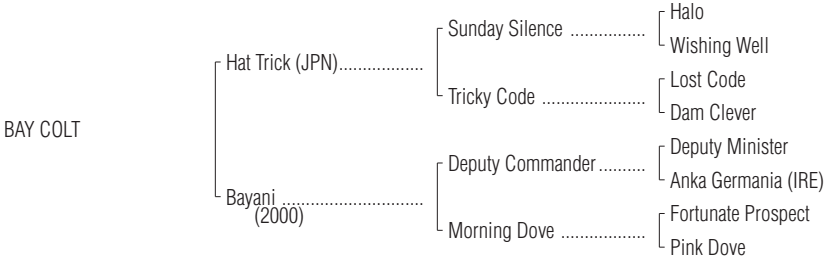 Halo
Sunday Silence ................
Wishing Well
Hat Trick (JPN)..................
Lost Code
Tricky Code ......................
Dam Clever
BAY COLT
Deputy Minister
Deputy Commander..........
Anka Germania (IRE)
Bayani ..............................
(2000)
Fortunate Prospect
Morning Dove ..................
Pink Dove